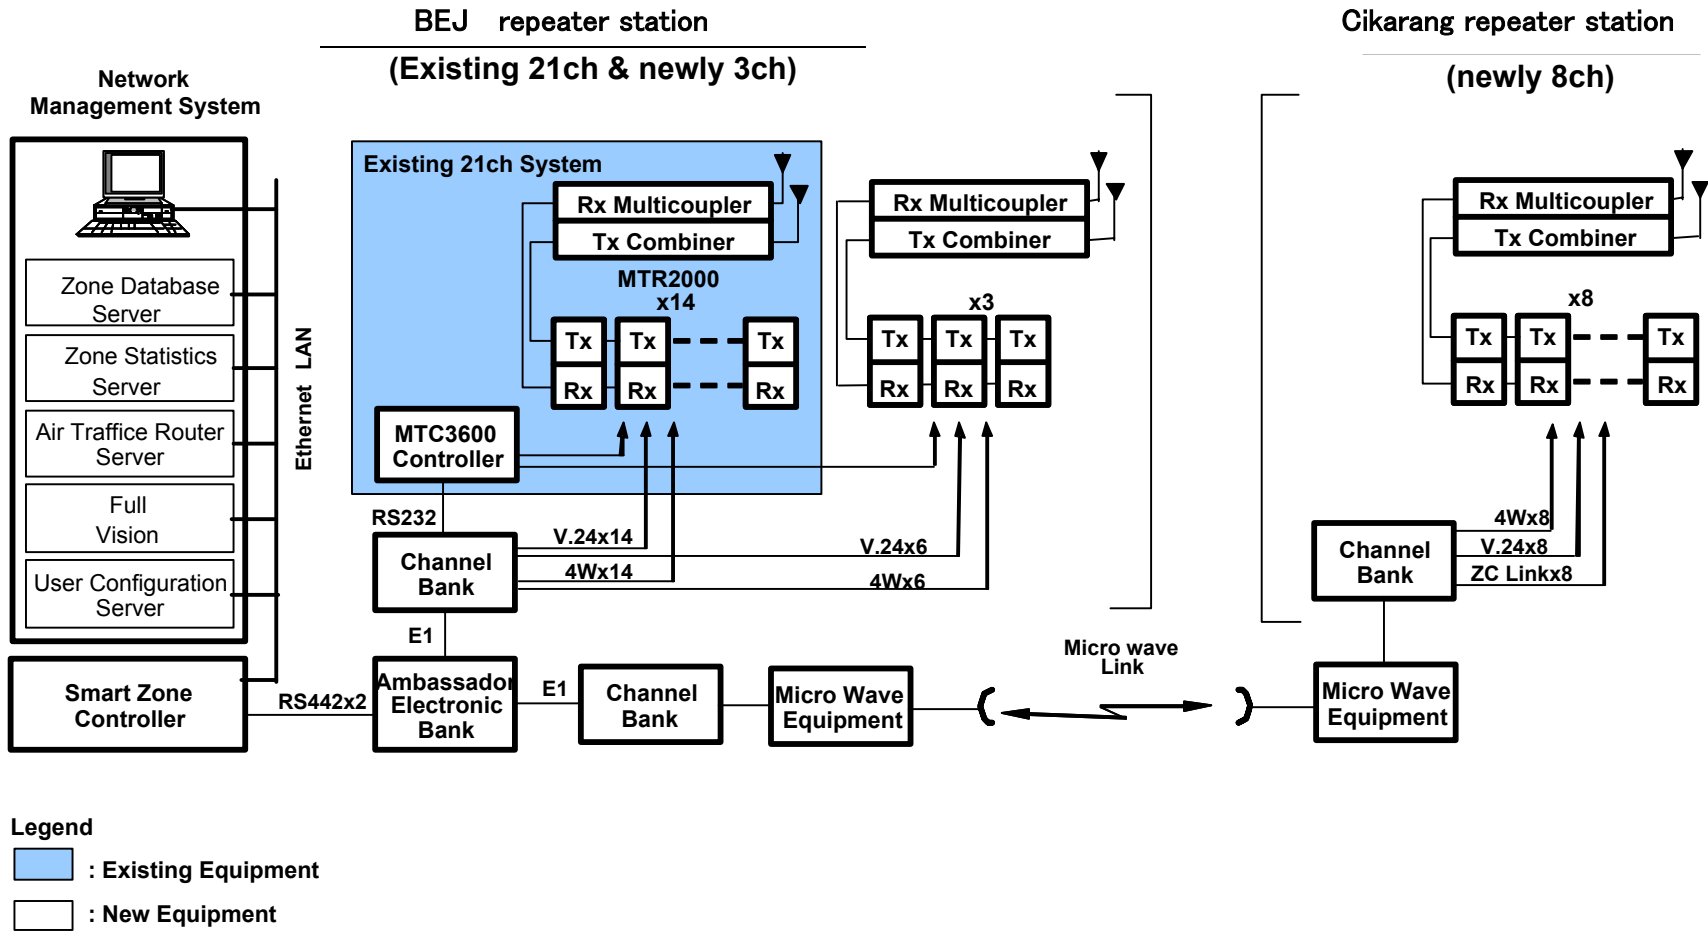 BEJ repeater station
(Existing 21ch & newly 3ch)
Cikarang repeater station
(newly 8ch)
Network
Management System
Zone Database
Server
Zone Statistics
Server
Air Traffice Router
Server
Full
Vision
User Configuration
Server
Ethernet LAN
Smart Zone
Controller
RS442x2
Existing 21ch System
Rx Multicoupler
Tx Combiner
MTR2000
x14
Tx
Tx
Tx
Rx
Rx
Rx
MTC3600
Controller
RS232
Channel
Bank
V.24x14
4Wx14
V.24x6
4Wx6
E1
Ambassador
Electronic
Bank
E1
Channel
Bank
Micro Wave
Equipment
Rx Multicoupler
Tx Combiner
x3
Tx
Tx
Tx
Rx
Rx
Rx
Micro wave
Link
Rx Multicoupler
Tx Combiner
x8
Tx
Tx
Tx
Rx
Rx
Rx
4Wx8
V.24x8
ZC Linkx8
Channel
Bank
Micro Wave
Equipment
Legend
: Existing Equipment
: New Equipment